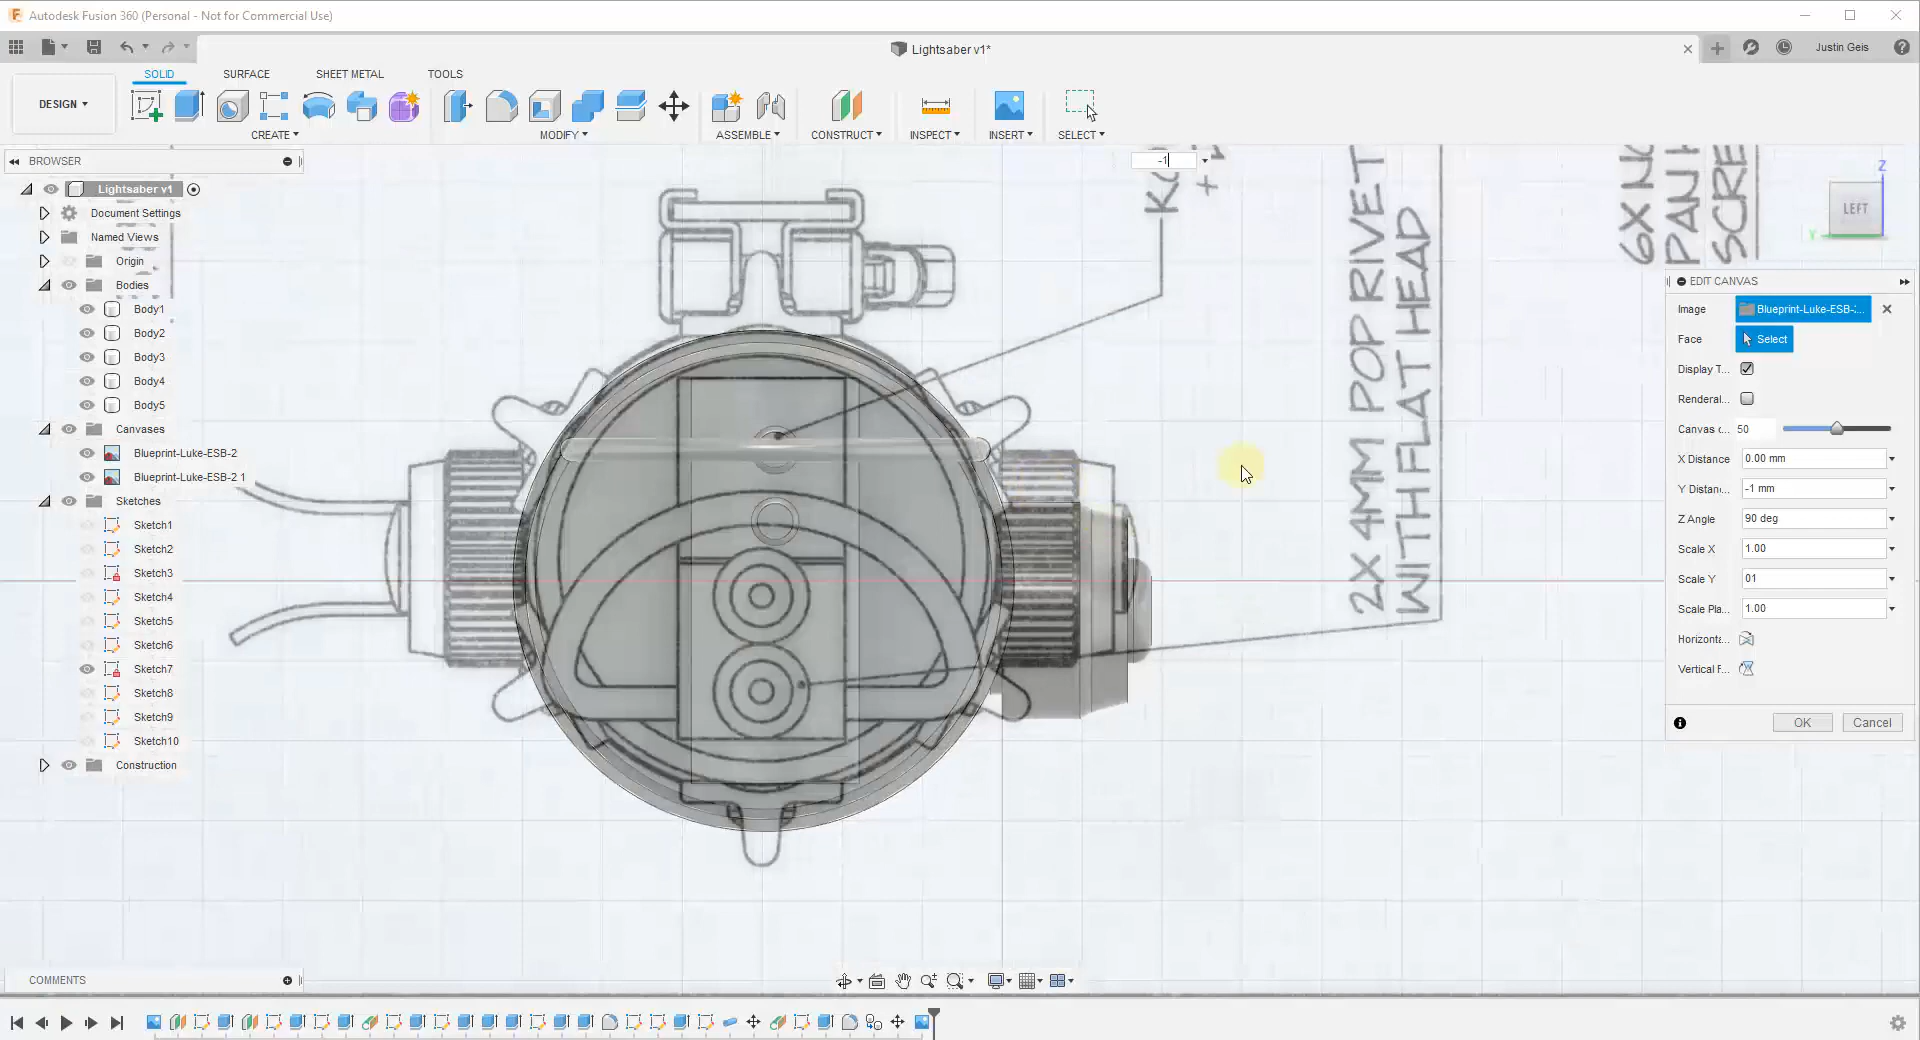 Autodesk Fusion 360 (Personal - Not for Commercial Use)
Lightsaber v1*
Justin Geis
SOLID
SURFACE
SHEET METAL
TOOLS
DESIGN
CREATE
MODIFY
ASSEMBLE
CONSTRUCT
INSPECT
INSERT
SELECT
BROWSER
Lightsaber v1
Document Settings
Named Views
Origin
Bodies
Body1
Body2
Body3
Body4
Body5
Canvases
Blueprint-Luke-ESB-2
Blueprint-Luke-ESB-2 1
Sketches
Sketch1
Sketch2
Sketch3
Sketch4
Sketch5
Sketch6
Sketch7
Sketch8
Sketch9
Sketch10
Construction
-1
2X 4MM POP RIVET
WITH FLAT HEAD
Z
LEFT
Y
EDIT CANVAS
Image Blueprint-Luke-ESB-:...
Face Select
Display T...
Renderal...
Canvas c... 50
X Distance 0.00 mm
Y Distan... -1 mm
Z Angle 90 deg
Scale X 1.00
Scale Y 01
Scale Pla... 1.00
Horizonta...
Vertical F...
OK
Cancel
COMMENTS